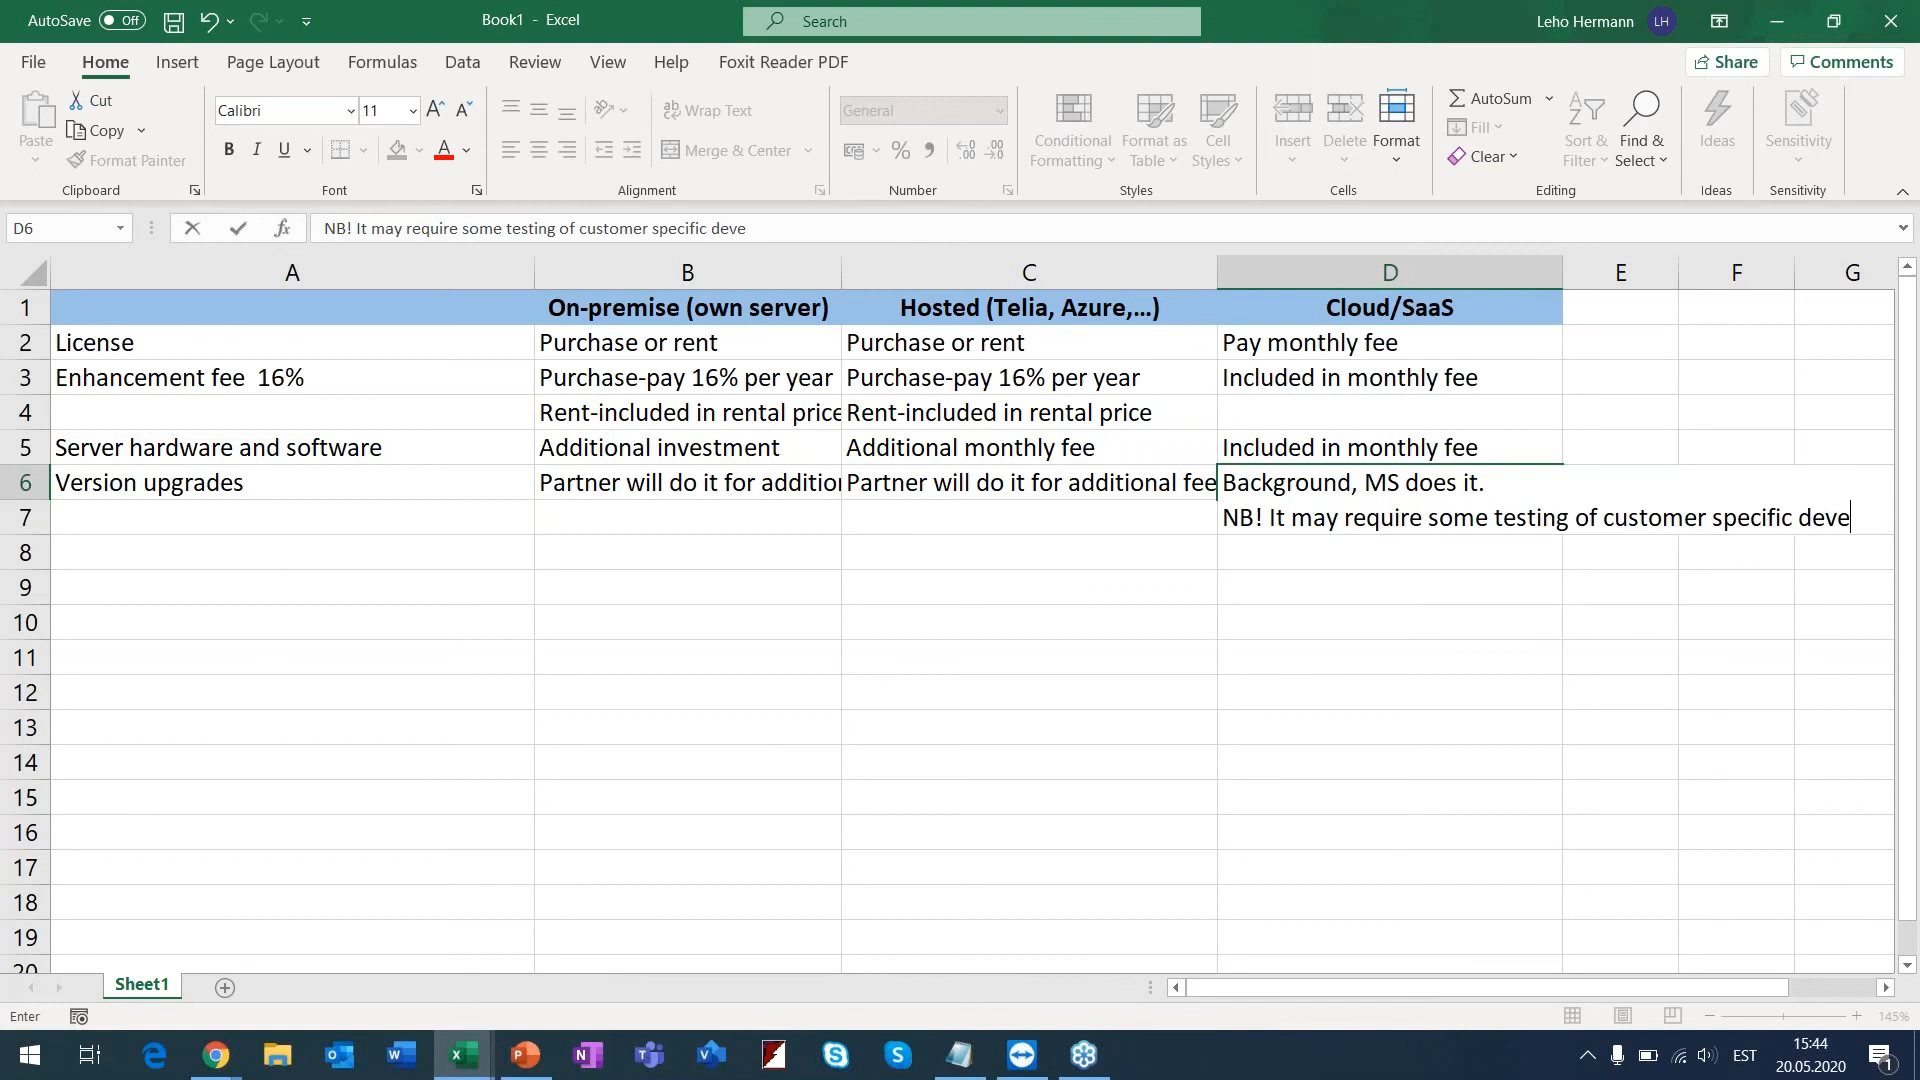 AutoSave Off Book1 - Excel Search Leho Hermann LH
File Home Insert Page Layout Formulas Data Review View Help Foxit Reader PDF Share Comments
Paste Cut Copy Format Painter Clipboard
Calibri 11 A A B I U A Font
ab Wrap Text Merge & Center Alignment
General % , .00 .00 Number
Conditional Formatting Format as Table Cell Styles Styles
Insert Delete Format Cells
AutoSum Fill Clear Sort & Filter Find & Select Editing
Ideas Ideas
Sensitivity Sensitivity
D6 fx NB! It may require some testing of customer specific deve
A B C D E F G
1 On-premise (own server) Hosted (Telia, Azure,...) Cloud/SaaS
2 License Purchase or rent Purchase or rent Pay monthly fee
3 Enhancement fee 16% Purchase-pay 16% per year Purchase-pay 16% per year Included in monthly fee
4 Rent-included in rental price Rent-included in rental price
5 Server hardware and software Additional investment Additional monthly fee Included in monthly fee
6 Version upgrades Partner will do it for additio Partner will do it for additional fee Background, MS does it.
7 NB! It may require some testing of customer specific deve
8
9
10
11
12
13
14
15
16
17
18
19
20
Sheet1
Enter 145%
EST 15:44
20.05.2020 1